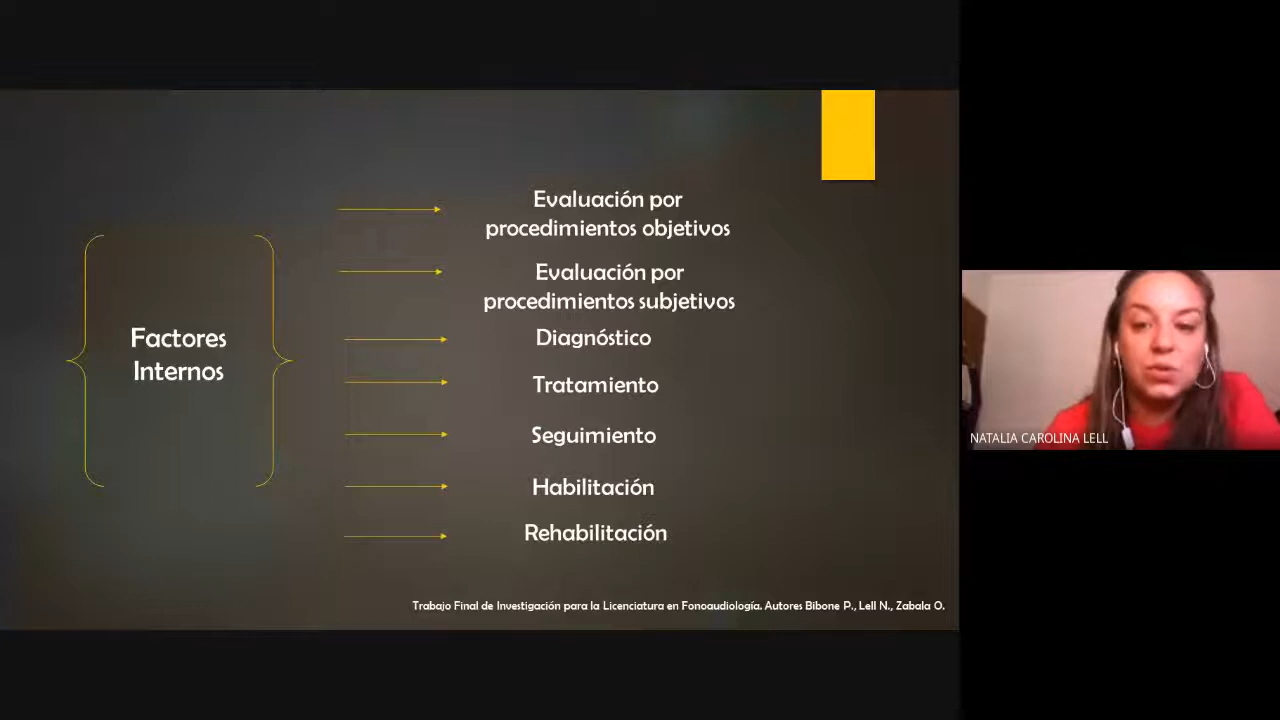 Factores
Internos
Evaluación por
procedimientos objetivos
Evaluación por
procedimientos subjetivos
Diagnóstico
Tratamiento
Seguimiento
Habilitación
Rehabilitación
Trabajo Final de Investigación para la Licenciatura en Fonoaudiología. Autores Bibone P., Lell N., Zabala O.
NATALIA CAROLINA LELL